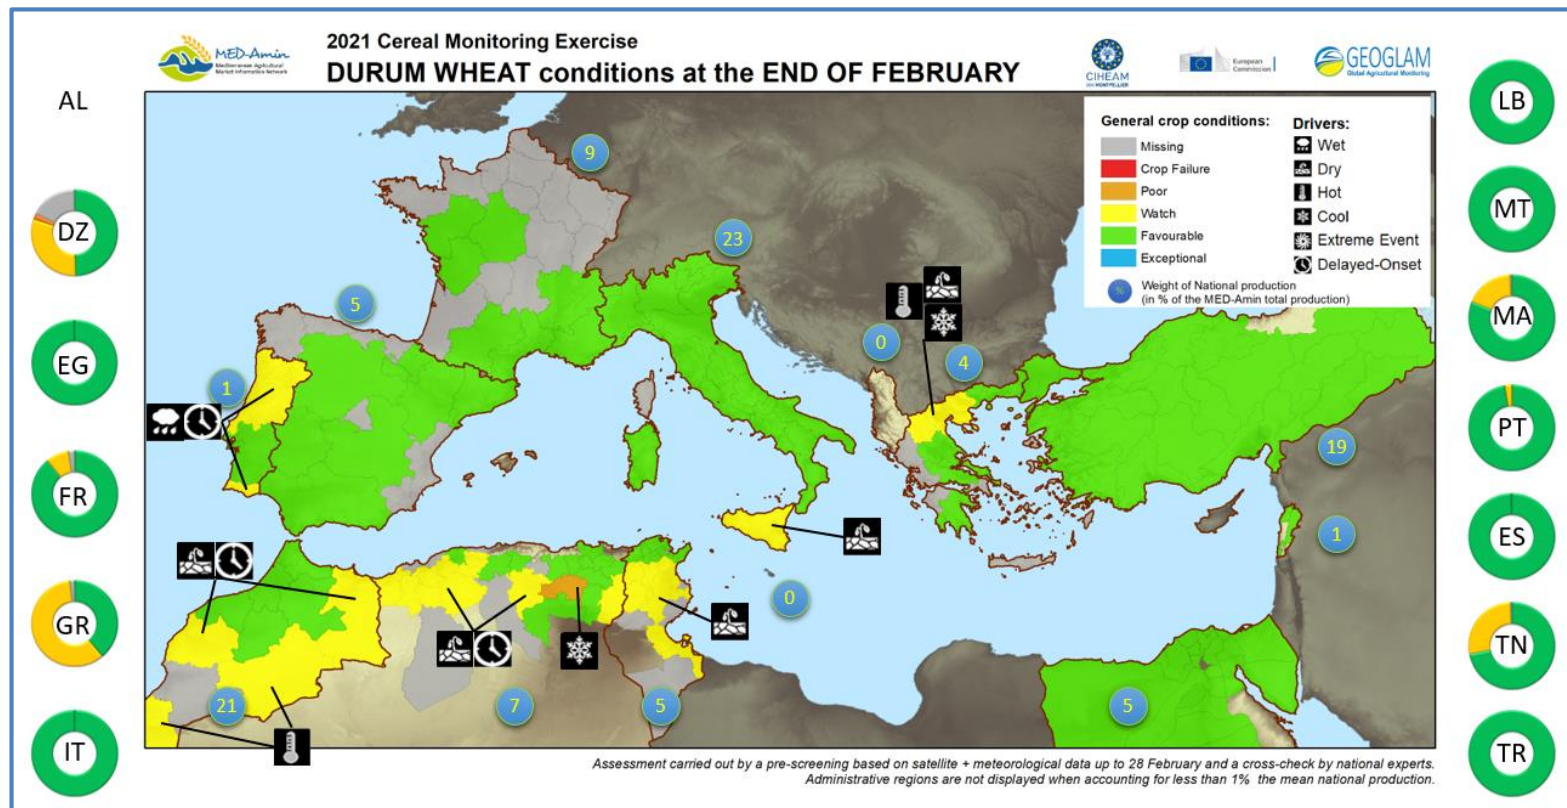 MED-Amin
Mediterranean Agricultural
Market Information Network
2021 Cereal Monitoring Exercise
DURUM WHEAT conditions at the END OF FEBRUARY
CIHEAM
MONTPELLIER
European
Commission
GEOGLAM
Global Agricultural Monitoring
AL
DZ
EG
FR
GR
IT
General crop conditions:
Missing
Crop Failure
Poor
Watch
Favourable
Exceptional
Drivers:
Wet
Dry
Hot
Cool
Extreme Event
Delayed-Onset
% Weight of National production
(in % of the MED-Amin total production)
9
23
5
0
4
1
19
1
0
21
7
5
5
LB
MT
MA
PT
ES
TN
TR
Assessment carried out by a pre-screening based on satellite + meteorological data up to 28 February and a cross-check by national experts.
Administrative regions are not displayed when accounting for less than 1% the mean national production.